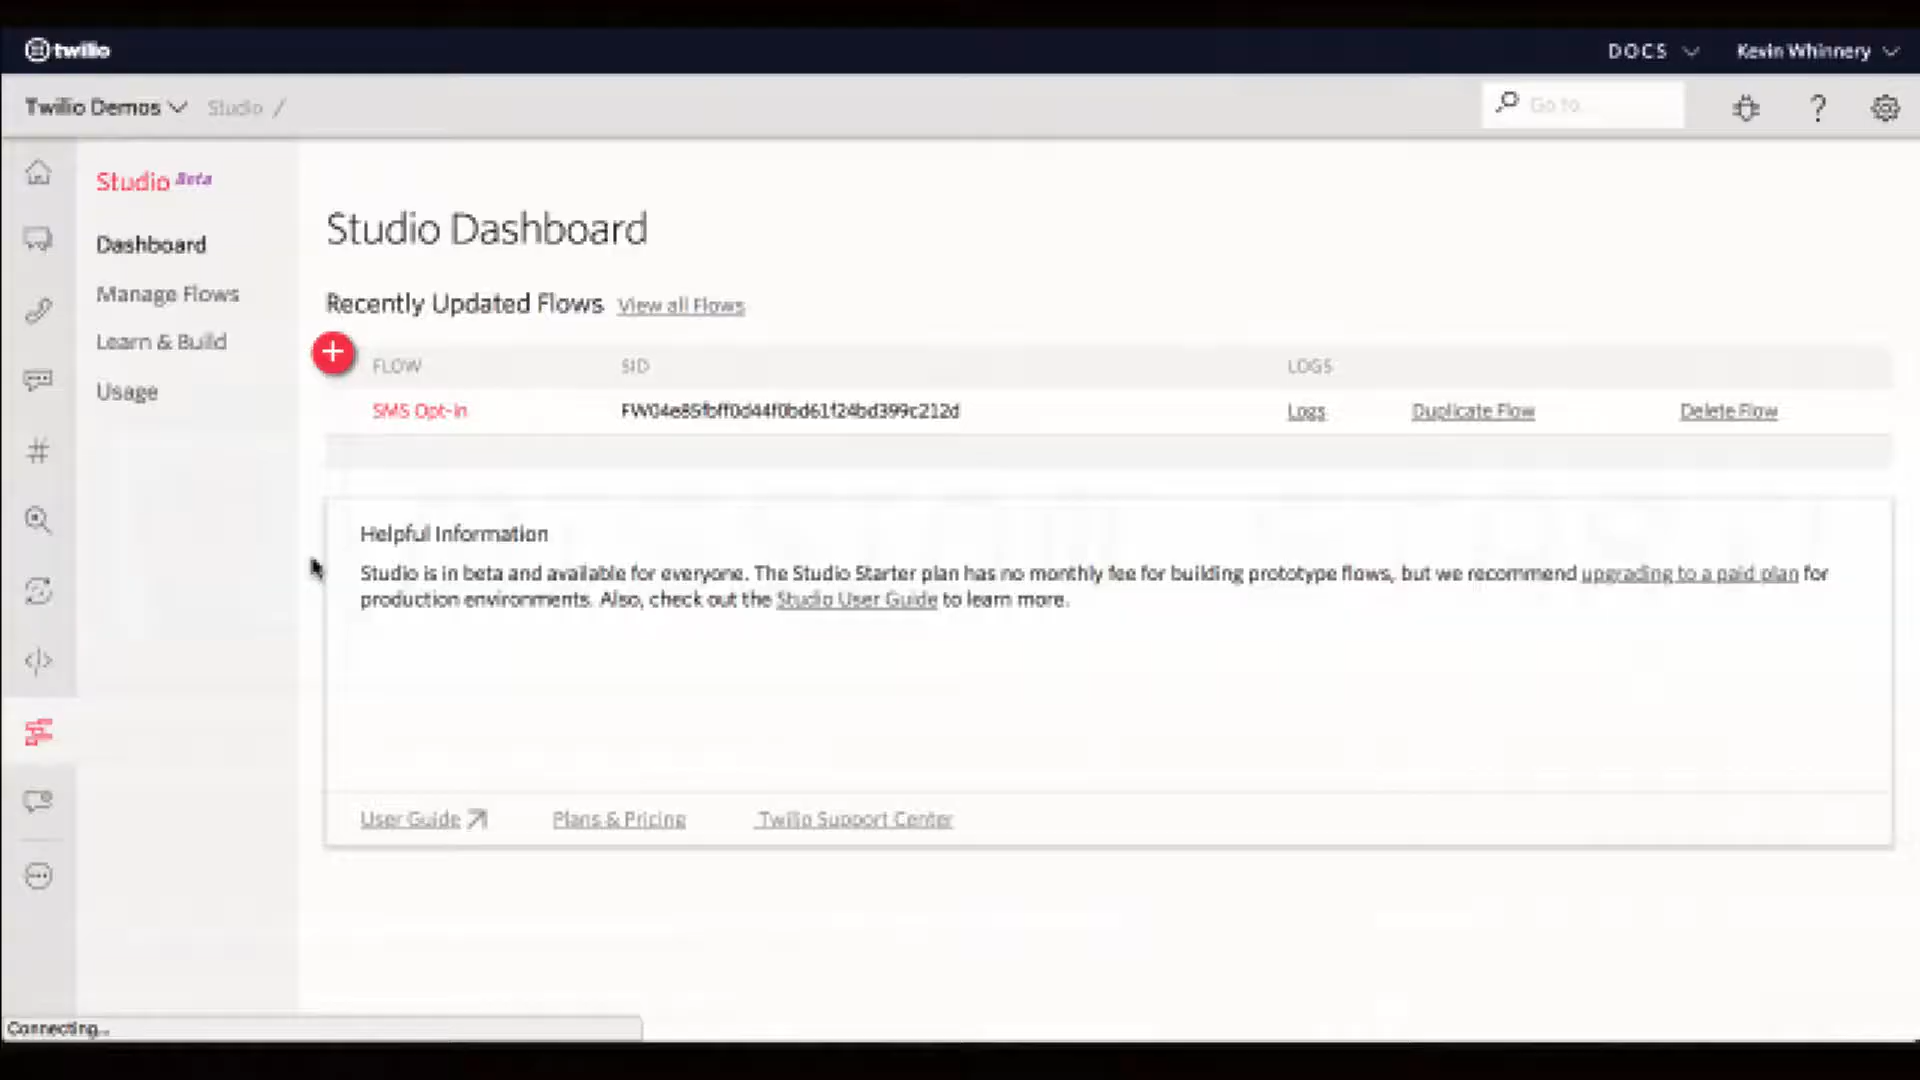 twilio
DOCS
Kevin Whinnery
Twilio Demos
Studio /
Go to...
Studio Beta
Dashboard
Manage Flows
Learn & Build
Usage
Studio Dashboard
Recently Updated Flows View all Flows
FLOW SID LOGS
SMS Opt-In FW04e85fbff0d44f0bd61f24bd399c212d Logs Duplicate Flow Delete Flow
Helpful Information
Studio is in beta and available for everyone. The Studio Starter plan has no monthly fee for building prototype flows, but we recommend upgrading to a paid plan for
production environments. Also, check out the Studio User Guide to learn more.
User Guide Plans & Pricing Twilio Support Center
Connecting...